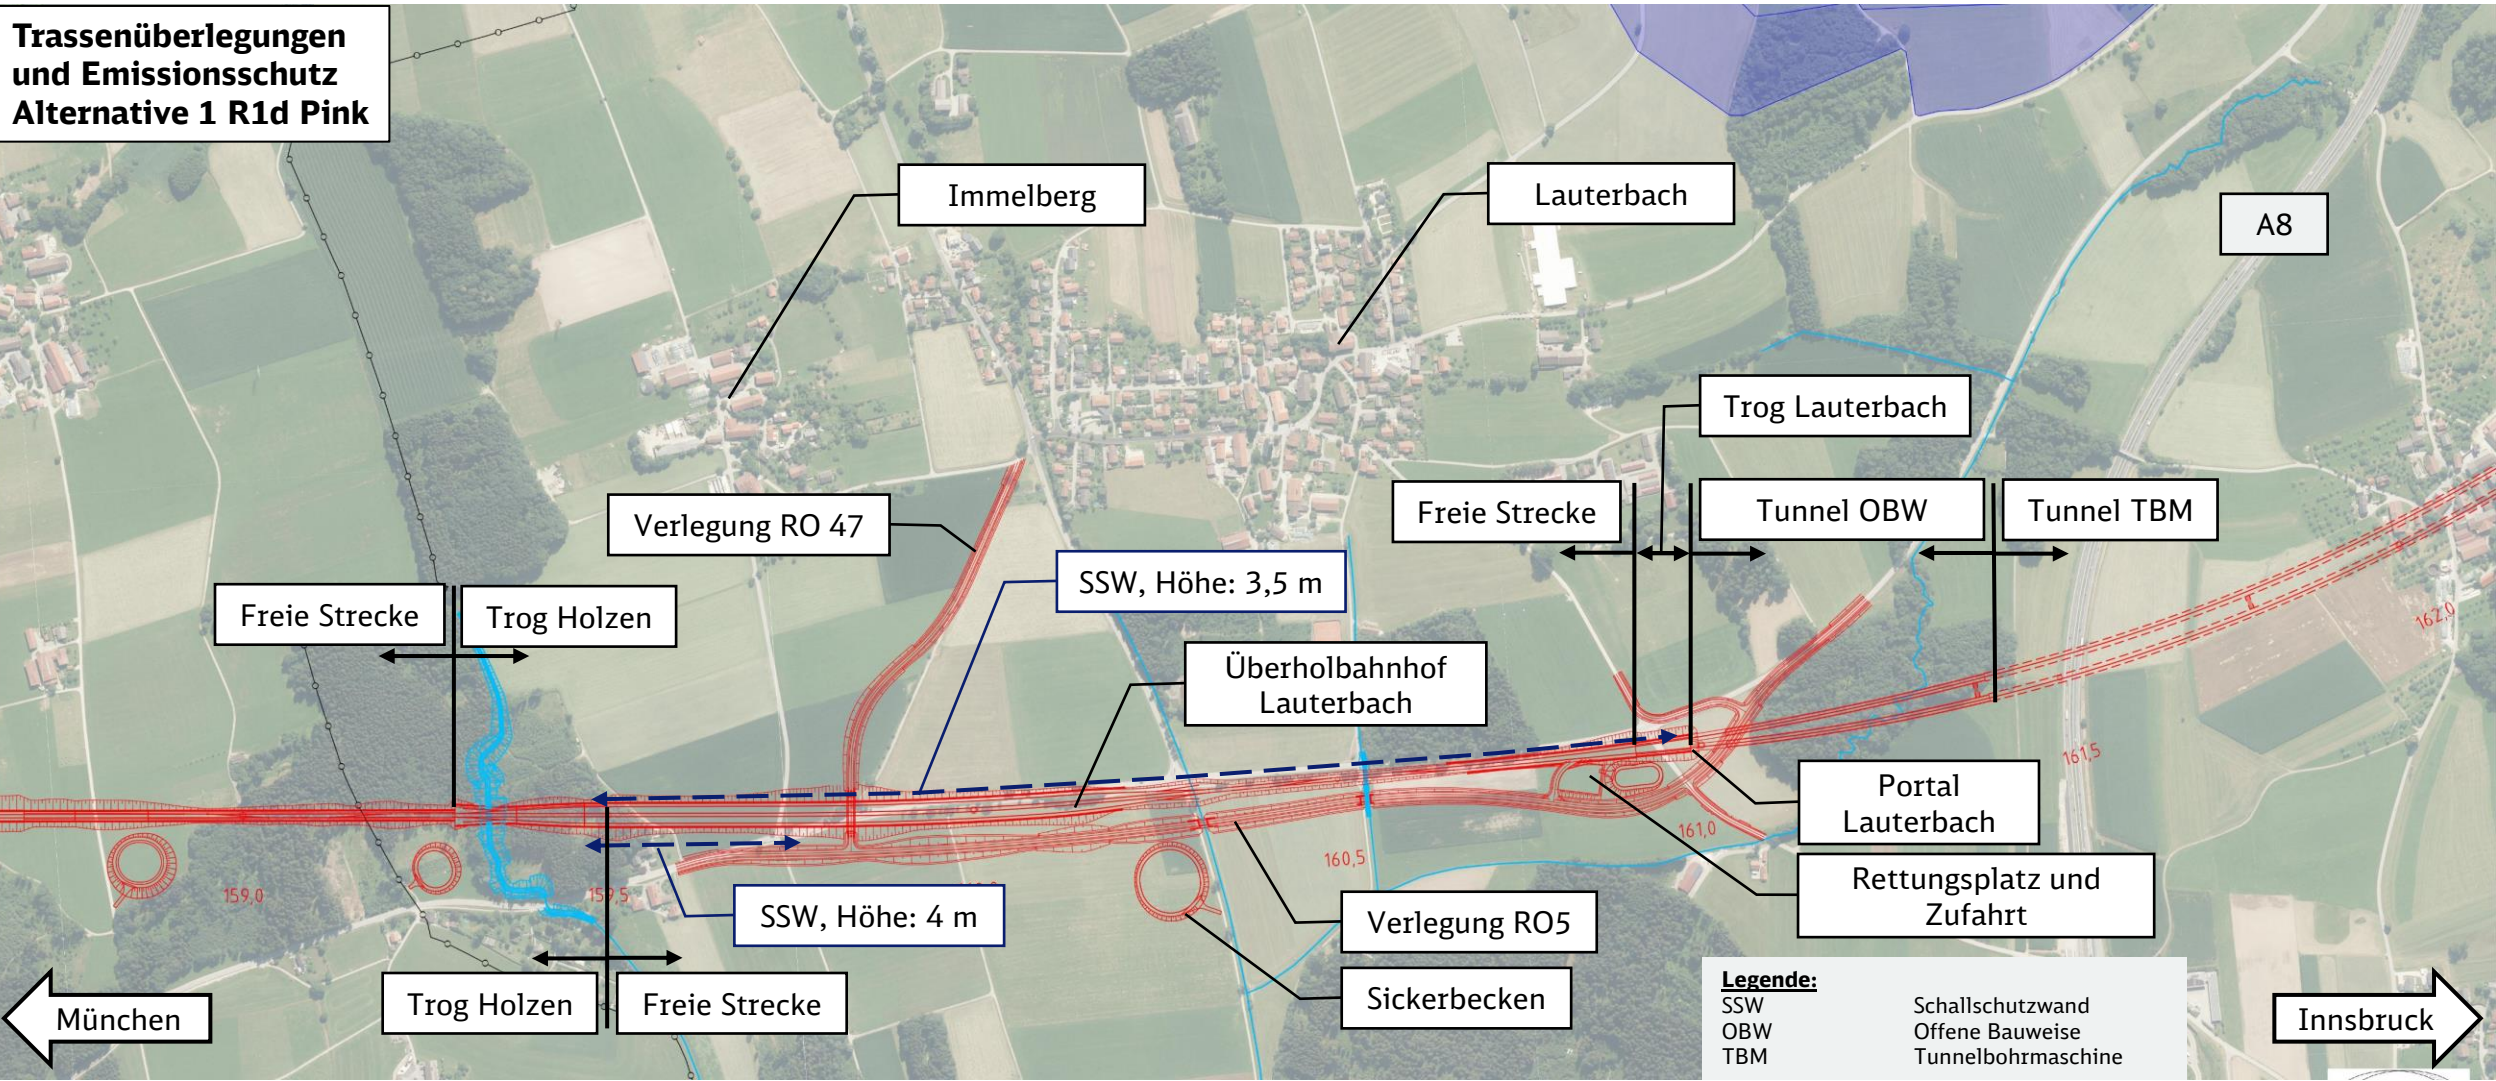 Trassenüberlegungen
und Emissionsschutz
Alternative 1 R1d Pink
Immelberg
Lauterbach
A8
Trog Lauterbach
Verlegung RO 47
Freie Strecke
Tunnel OBW
Tunnel TBM
SSW, Höhe: 3,5 m
Freie Strecke
Trog Holzen
Überholbahnhof
Lauterbach
162,0
161,5
Portal
Lauterbach
161,0
160,5
159,0
159,5
SSW, Höhe: 4 m
Verlegung RO5
Rettungsplatz und
Zufahrt
Sickerbecken
Trog Holzen
Freie Strecke
München
Innsbruck
Legende:
SSW Schallschutzwand
OBW Offene Bauweise
TBM Tunnelbohrmaschine